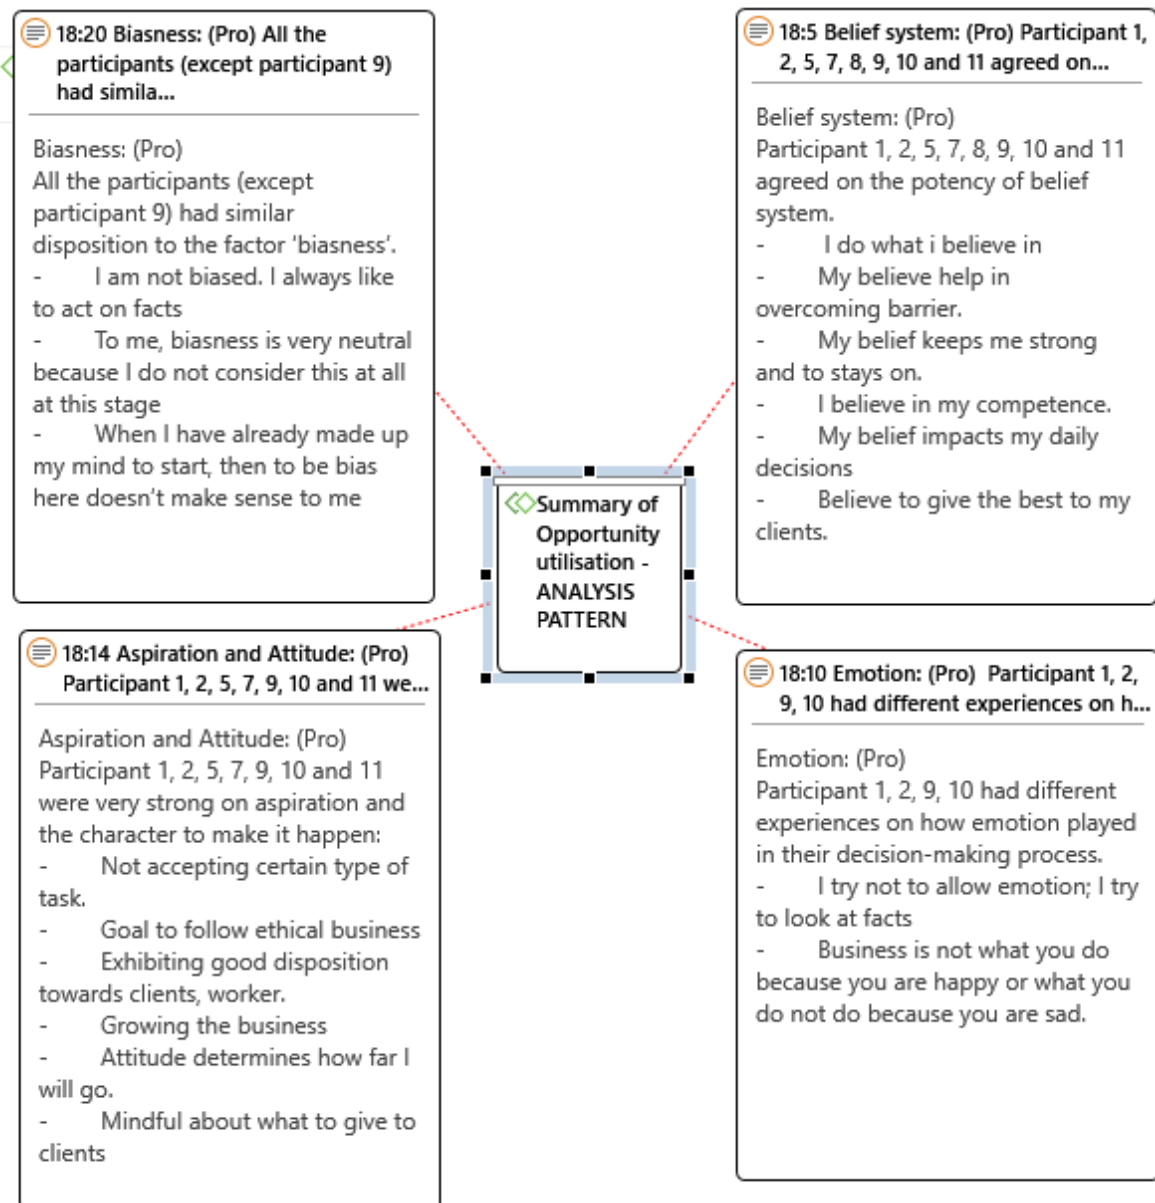 18:20 Biasness: (Pro) All the
participants (except participant 9)
had simila...
Biasness: (Pro)
All the participants (except
participant 9) had similar
disposition to the factor ‘biasness’.
- I am not biased. I always like
to act on facts
- To me, biasness is very neutral
because I do not consider this at all
at this stage
- When I have already made up
my mind to start, then to be bias
here doesn’t make sense to me
18:5 Belief system: (Pro) Participant 1,
2, 5, 7, 8, 9, 10 and 11 agreed on...
Belief system: (Pro)
Participant 1, 2, 5, 7, 8, 9, 10 and 11
agreed on the potency of belief
system.
- I do what i believe in
- My believe help in
overcoming barrier.
- My belief keeps me strong
and to stays on.
- I believe in my competence.
- My belief impacts my daily
decisions
- Believe to give the best to my
clients.
Summary of
Opportunity
utilisation -
ANALYSIS
PATTERN
18:14 Aspiration and Attitude: (Pro)
Participant 1, 2, 5, 7, 9, 10 and 11 we...
Aspiration and Attitude: (Pro)
Participant 1, 2, 5, 7, 9, 10 and 11
were very strong on aspiration and
the character to make it happen:
- Not accepting certain type of
task.
- Goal to follow ethical business
- Exhibiting good disposition
towards clients, worker.
- Growing the business
- Attitude determines how far I
will go.
- Mindful about what to give to
clients
18:10 Emotion: (Pro) Participant 1, 2,
9, 10 had different experiences on h...
Emotion: (Pro)
Participant 1, 2, 9, 10 had different
experiences on how emotion played
in their decision-making process.
- I try not to allow emotion; I try
to look at facts
- Business is not what you do
because you are happy or what you
do not do because you are sad.